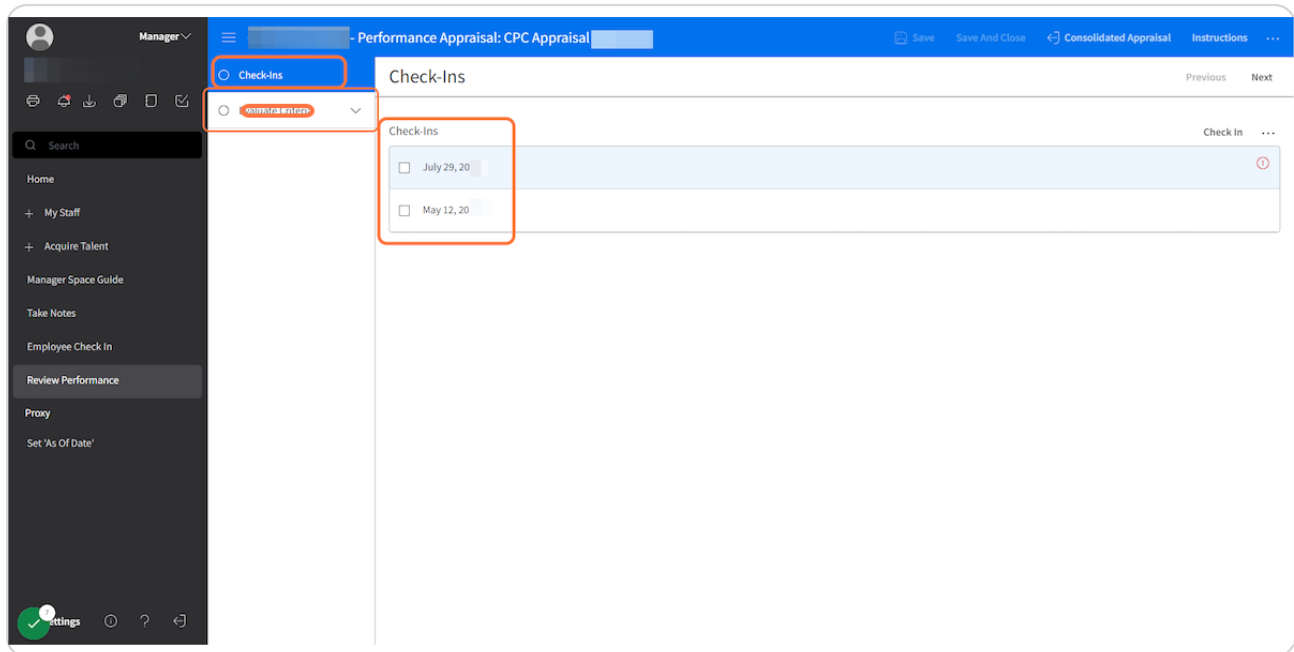 Manager
- Performance Appraisal: CPC Appraisal
Save
Save And Close
Consolidated Appraisal
Instructions
Check-Ins
Check-Ins
Previous
Next
Search
Home
My Staff
Acquire Talent
Manager Space Guide
Take Notes
Employee Check In
Review Performance
Proxy
Set 'As Of Date'
Check-Ins
Check In
July 29, 20
May 12, 20
7
ettings